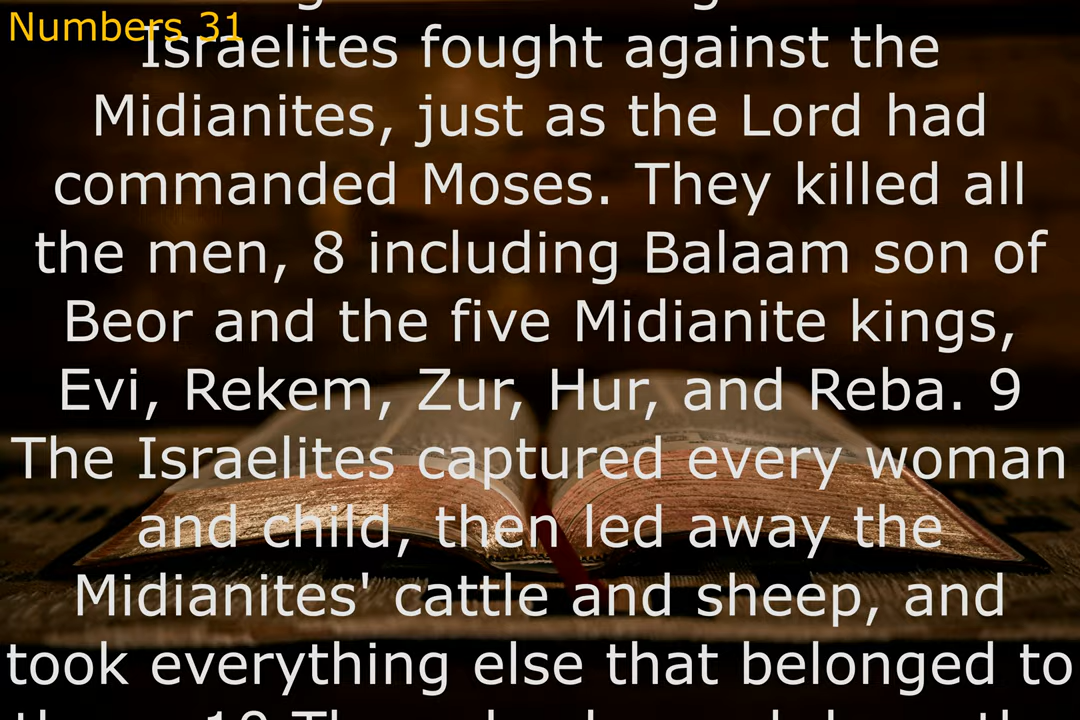 Numbers 31
Israelites fought against the
Midianites, just as the Lord had
commanded Moses. They killed all
the men, 8 including Balaam son of
Beor and the five Midianite kings,
Evi, Rekem, Zur, Hur, and Reba. 9
The Israelites captured every woman
and child, then led away the
Midianites' cattle and sheep, and
took everything else that belonged to